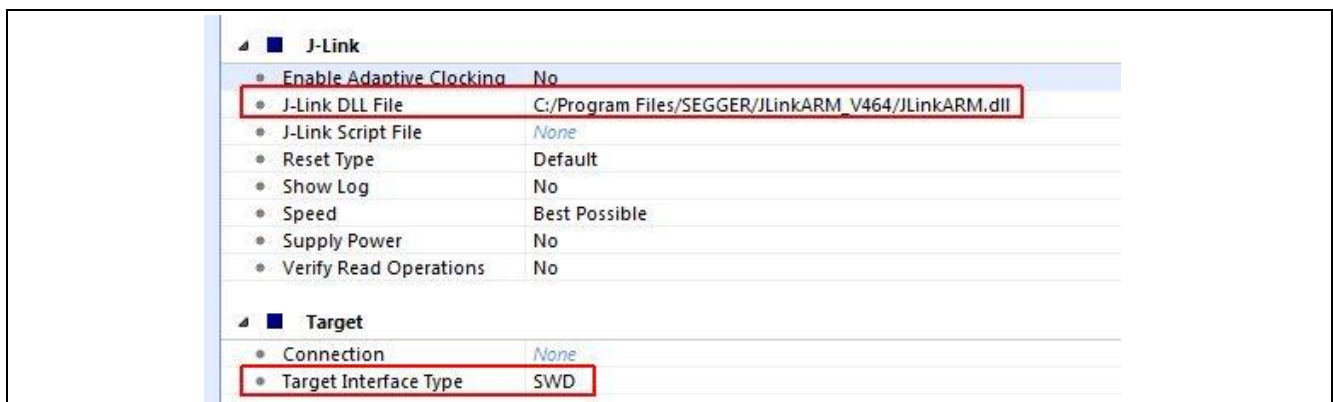 J-Link
Enable Adaptive Clocking No
J-Link DLL File C:/Program Files/SEGGER/JLinkARM_V464/JLinkARM.dll
J-Link Script File None
Reset Type Default
Show Log No
Speed Best Possible
Supply Power No
Verify Read Operations No
Target
Connection None
Target Interface Type SWD